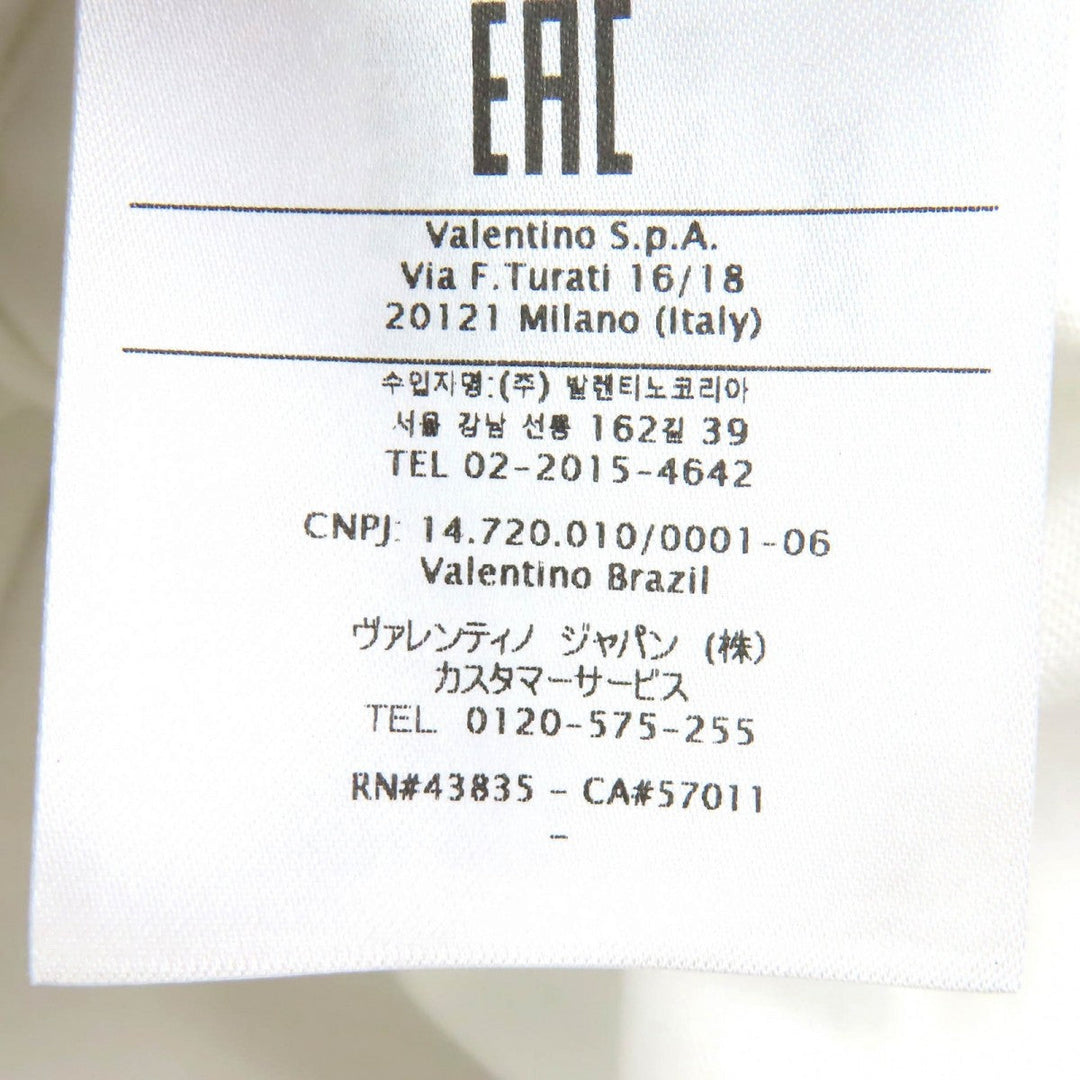 EAC
Valentino S.p.A.
Via F.Turati 16/18
20121 Milano (Italy)
수입자명:(주) 발렌티노코리아
서울 강남 선릉 162길 39
TEL 02-2015-4642
CNPJ: 14.720.010/0001-06
Valentino Brazil
ヴァレンティノ ジャパン (株)
カスタマーサービス
TEL 0120-575-255
RN#43835 - CA#57011
-